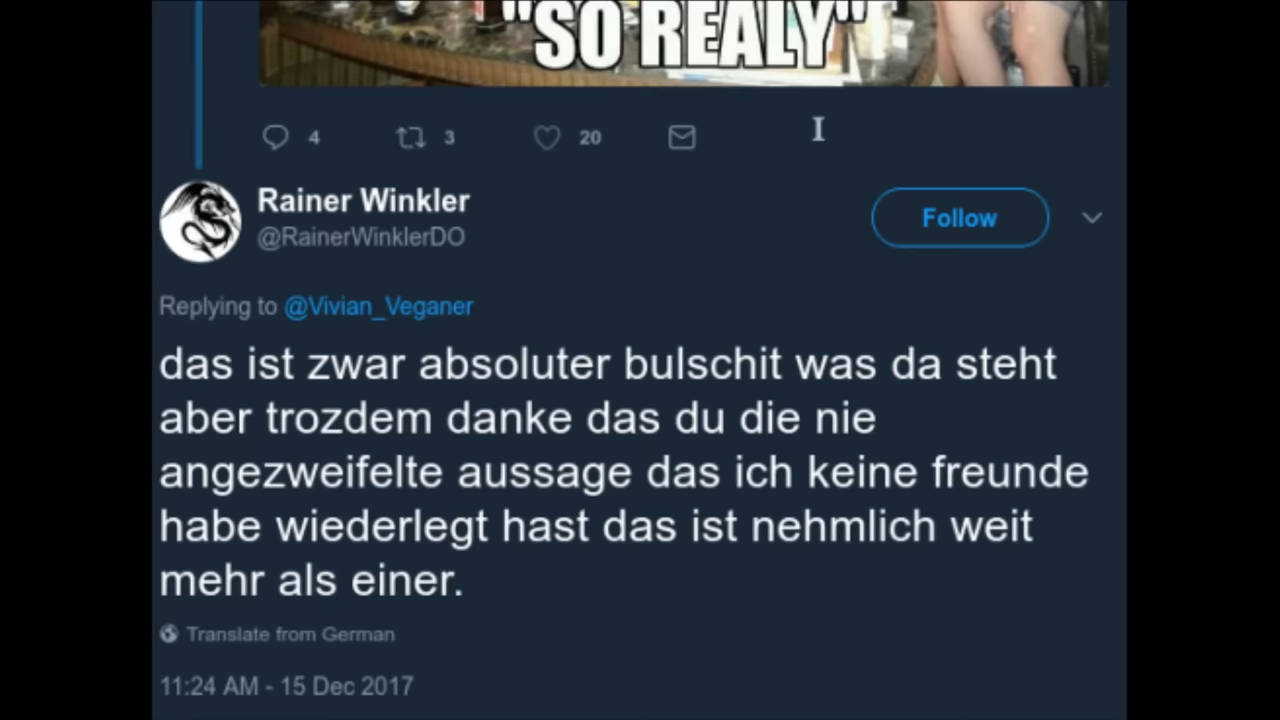 "SO REALY"
4 3 20
Rainer Winkler
@RainerWinklerDO
Follow
Replying to @Vivian_Veganer
das ist zwar absoluter bulschit was da steht
aber trozdem danke das du die nie
angezweifelte aussage das ich keine freunde
habe wiederlegt hast das ist nehmlich weit
mehr als einer.
Translate from German
11:24 AM - 15 Dec 2017